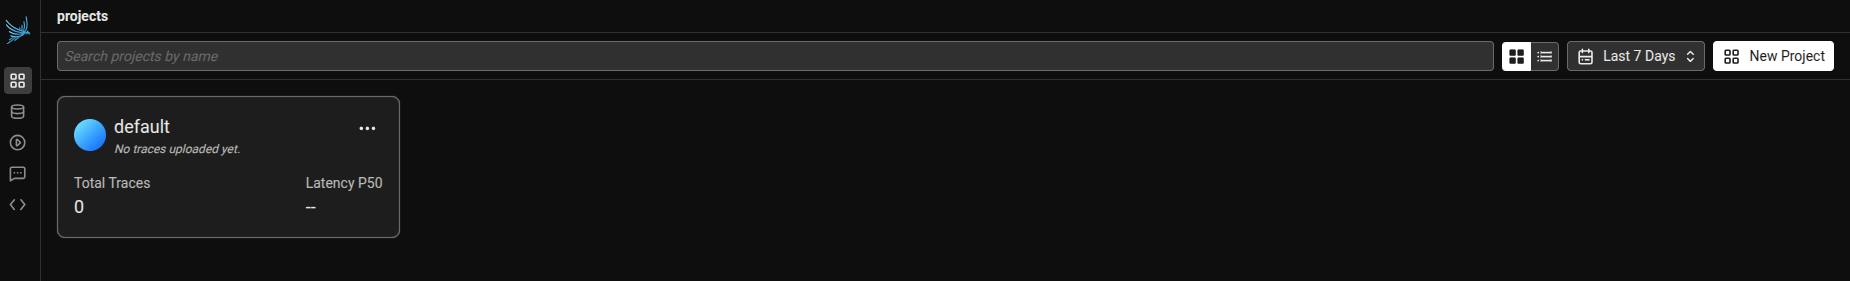 projects
Search projects by name
Last 7 Days
New Project
default
No traces uploaded yet.
Total Traces
Latency P50
0
--